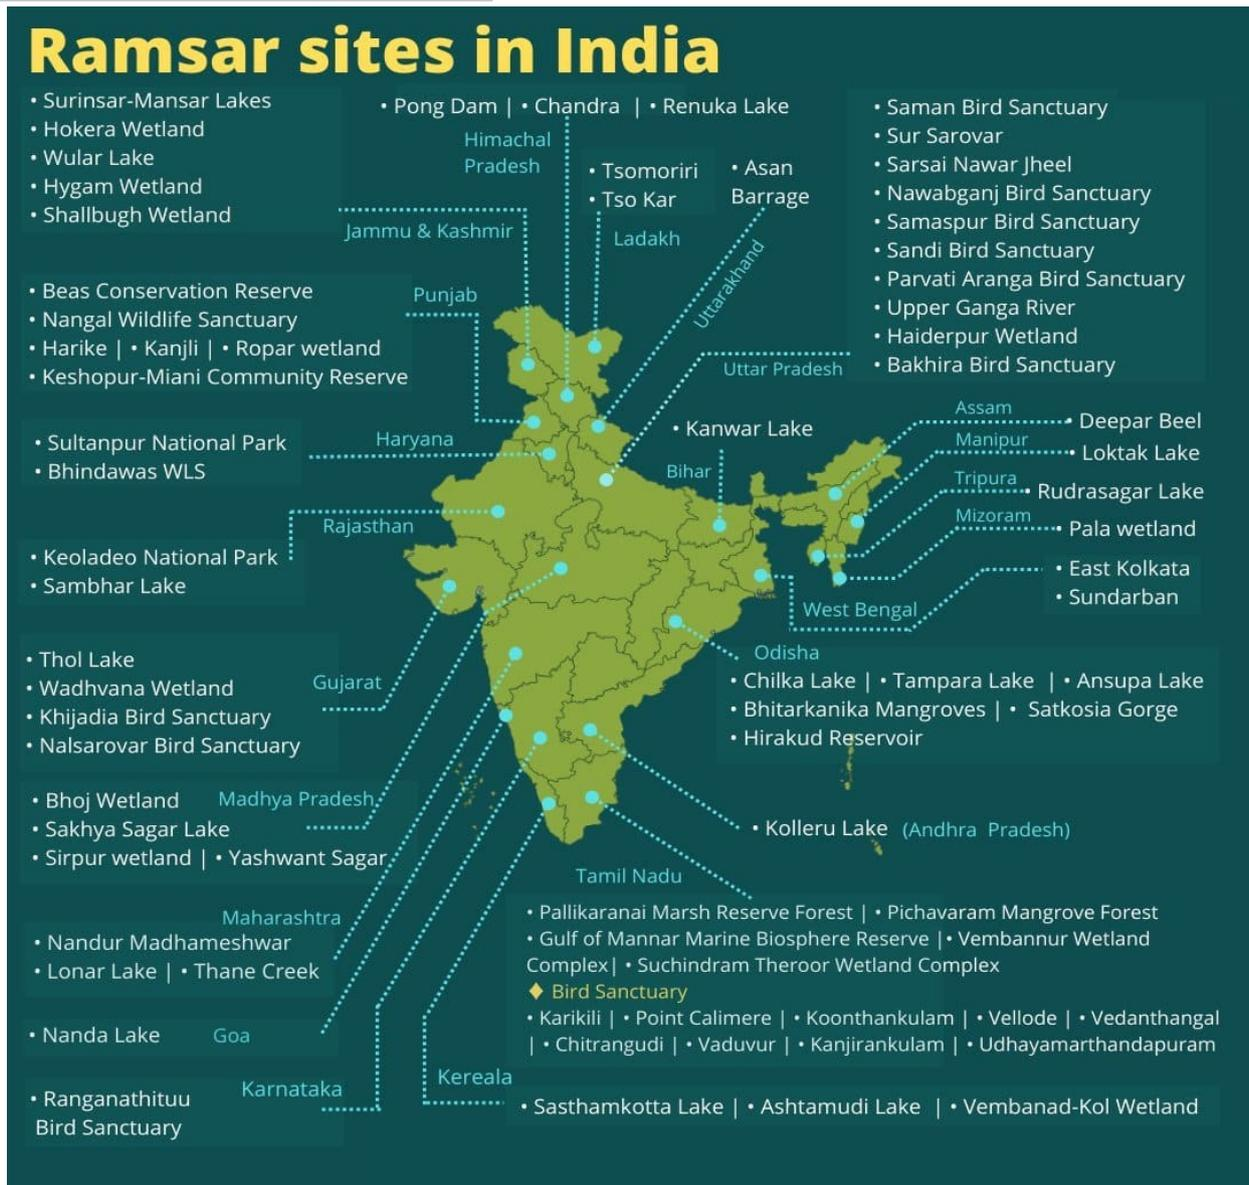 Ramsar sites in India
• Surinsar-Mansar Lakes
• Hokera Wetland
• Wular Lake
• Hygam Wetland
• Shallbugh Wetland
Jammu & Kashmir
• Pong Dam | • Chandra | • Renuka Lake
Himachal
Pradesh
• Tsomoriri
• Tso Kar
Ladakh
• Asan
Barrage
Uttarakhand
• Saman Bird Sanctuary
• Sur Sarovar
• Sarsai Nawar Jheel
• Nawabganj Bird Sanctuary
• Samaspur Bird Sanctuary
• Sandi Bird Sanctuary
• Parvati Aranga Bird Sanctuary
• Upper Ganga River
• Haiderpur Wetland
• Bakhira Bird Sanctuary
Uttar Pradesh
• Beas Conservation Reserve
• Nangal Wildlife Sanctuary
• Harike | • Kanjli | • Ropar wetland
• Keshopur-Miani Community Reserve
Punjab
• Sultanpur National Park
• Bhindawas WLS
Haryana
• Kanwar Lake
Bihar
Assam
• Deepar Beel
Manipur
• Loktak Lake
Tripura
• Rudrasagar Lake
Mizoram
• Pala wetland
• East Kolkata
• Sundarban
West Bengal
Rajasthan
• Keoladeo National Park
• Sambhar Lake
• Thol Lake
• Wadhvana Wetland
• Khijadia Bird Sanctuary
• Nalsarovar Bird Sanctuary
Gujarat
Odisha
• Chilka Lake | • Tampara Lake | • Ansupa Lake
• Bhitarkanika Mangroves | • Satkosia Gorge
• Hirakud Reservoir
• Bhoj Wetland
Madhya Pradesh
• Sakhya Sagar Lake
• Sirpur wetland | • Yashwant Sagar
• Kolleru Lake (Andhra Pradesh)
Maharashtra
• Nandur Madhameshwar
• Lonar Lake | • Thane Creek
Tamil Nadu
• Pallikaranai Marsh Reserve Forest | • Pichavaram Mangrove Forest
• Gulf of Mannar Marine Biosphere Reserve |• Vembannur Wetland
Complex| • Suchindram Theroor Wetland Complex
♦ Bird Sanctuary
• Karikili | • Point Calimere | • Koonthankulam | • Vellode | • Vedanthangal
| • Chitrangudi | • Vaduvur | • Kanjirankulam | • Udhayamarthandapuram
• Nanda Lake
Goa
• Ranganathituu
Bird Sanctuary
Karnataka
Kereala
• Sasthamkotta Lake | • Ashtamudi Lake | • Vembanad-Kol Wetland